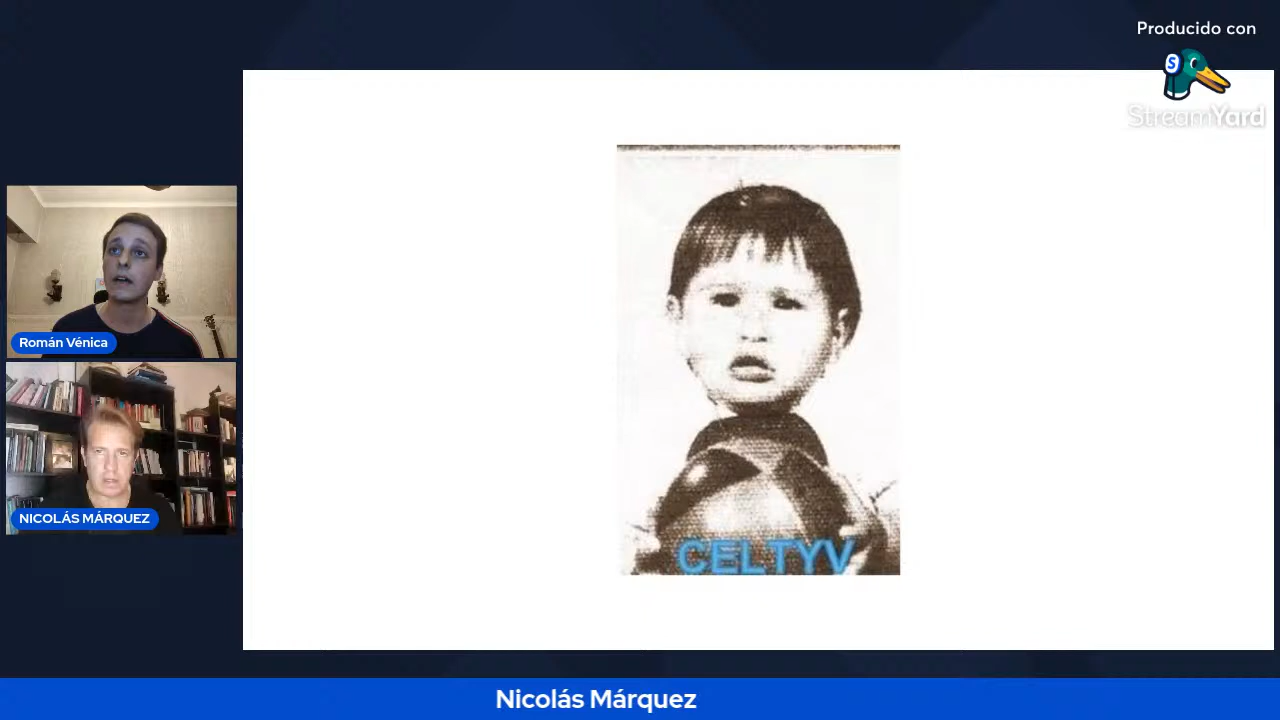 Producido con
S
StreamYard
Román Vénica
NICOLÁS MÁRQUEZ
CELTYV
Nicolás Márquez